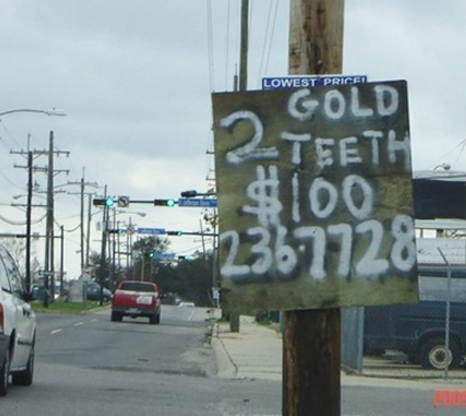 LOWEST PRICE!
2 GOLD
TEETH
$100
236-7728